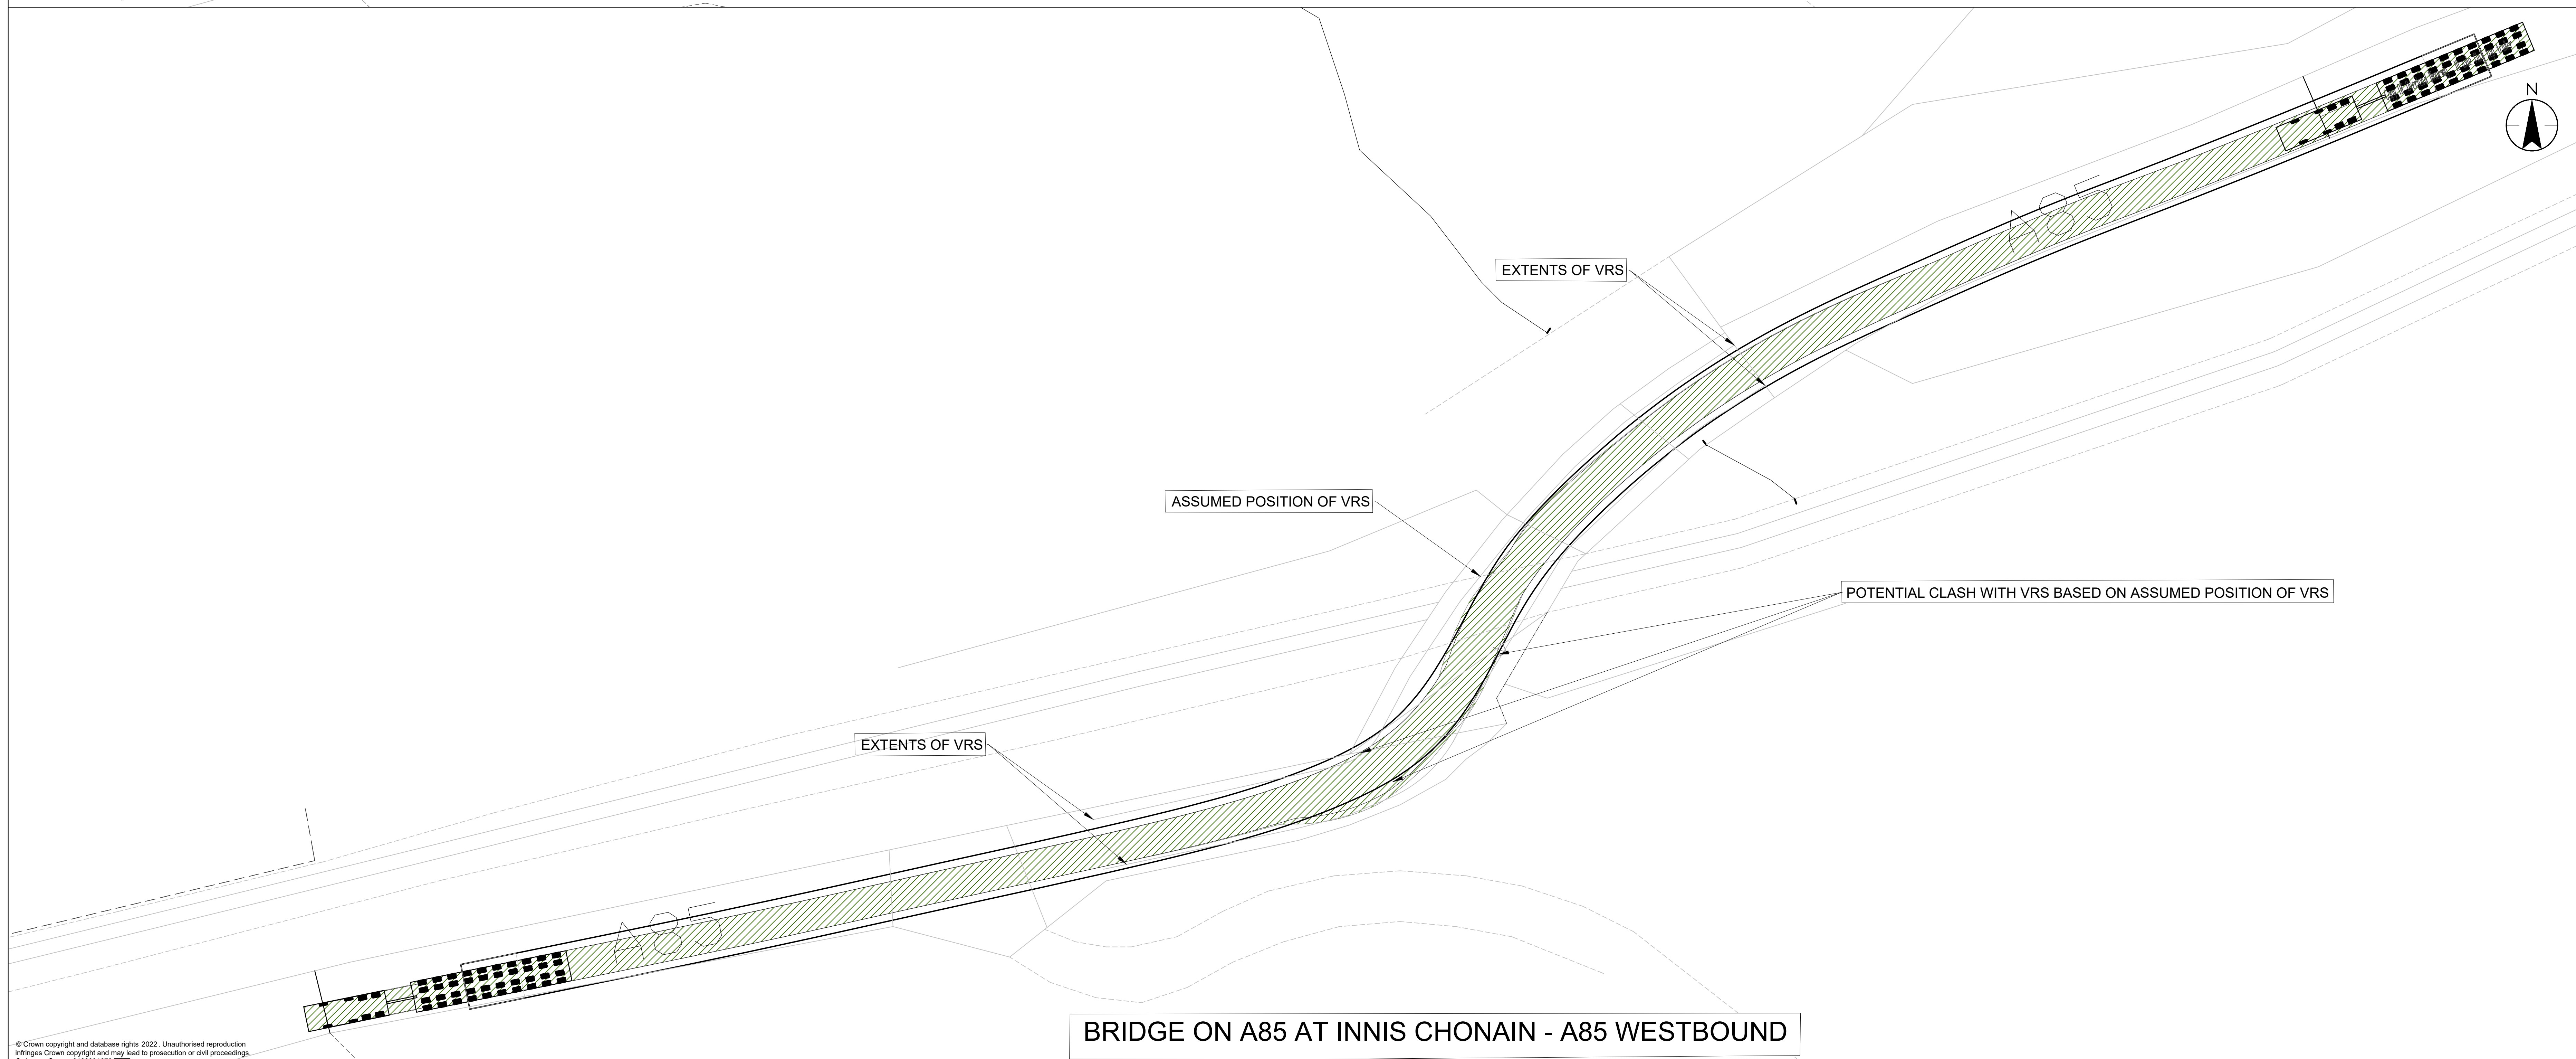 N
A85
EXTENTS OF VRS
ASSUMED POSITION OF VRS
POTENTIAL CLASH WITH VRS BASED ON ASSUMED POSITION OF VRS
EXTENTS OF VRS
A85
BRIDGE ON A85 AT INNIS CHONAIN - A85 WESTBOUND
© Crown copyright and database rights 2022. Unauthorised reproduction
infringes Crown copyright and may lead to prosecution or civil proceedings.